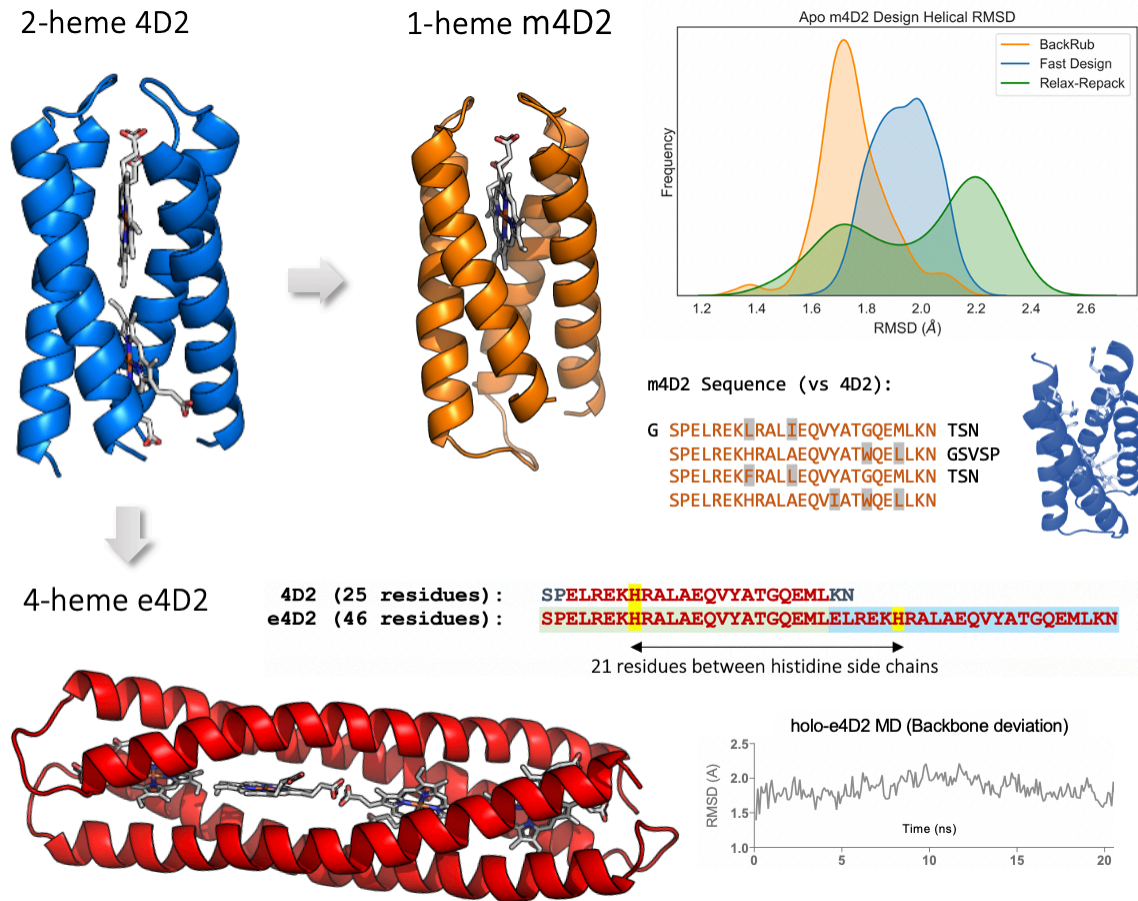 2-heme 4D2
1-heme m4D2
Apo m4D2 Design Helical RMSD
BackRub
Fast Design
Relax-Repack
Frequency
1.2 1.4 1.6 1.8 2.0 2.2 2.4 2.6
RMSD (Å)
m4D2 Sequence (vs 4D2):
G SPELREKLRALIEQVYATGQEMLKN TSN
SPELREKHRALAEQVYATWQELLKN GSVSP
SPELREKFRALLEQVYATGQEMLKN TSN
SPELREKHRALAEQVIATWQELLKN
4-heme e4D2
4D2 (25 residues): SPELREKHRALAEQVYATGQEMLKN
e4D2 (46 residues): SPELREKHRALAEQVYATGQEMLELREKHRALAEQVYATGQEMLKN
21 residues between histidine side chains
holo-e4D2 MD (Backbone deviation)
RMSD (A)
2.5
2.0
1.5
1.0
Time (ns)
0 5 10 15 20